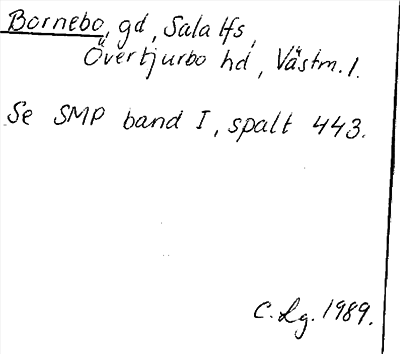 Bornebo, gd, Sala lfs,
Övertjurbo hd, Västm. l.
Se SMP band I, spalt 443.
C. Lg. 1989.